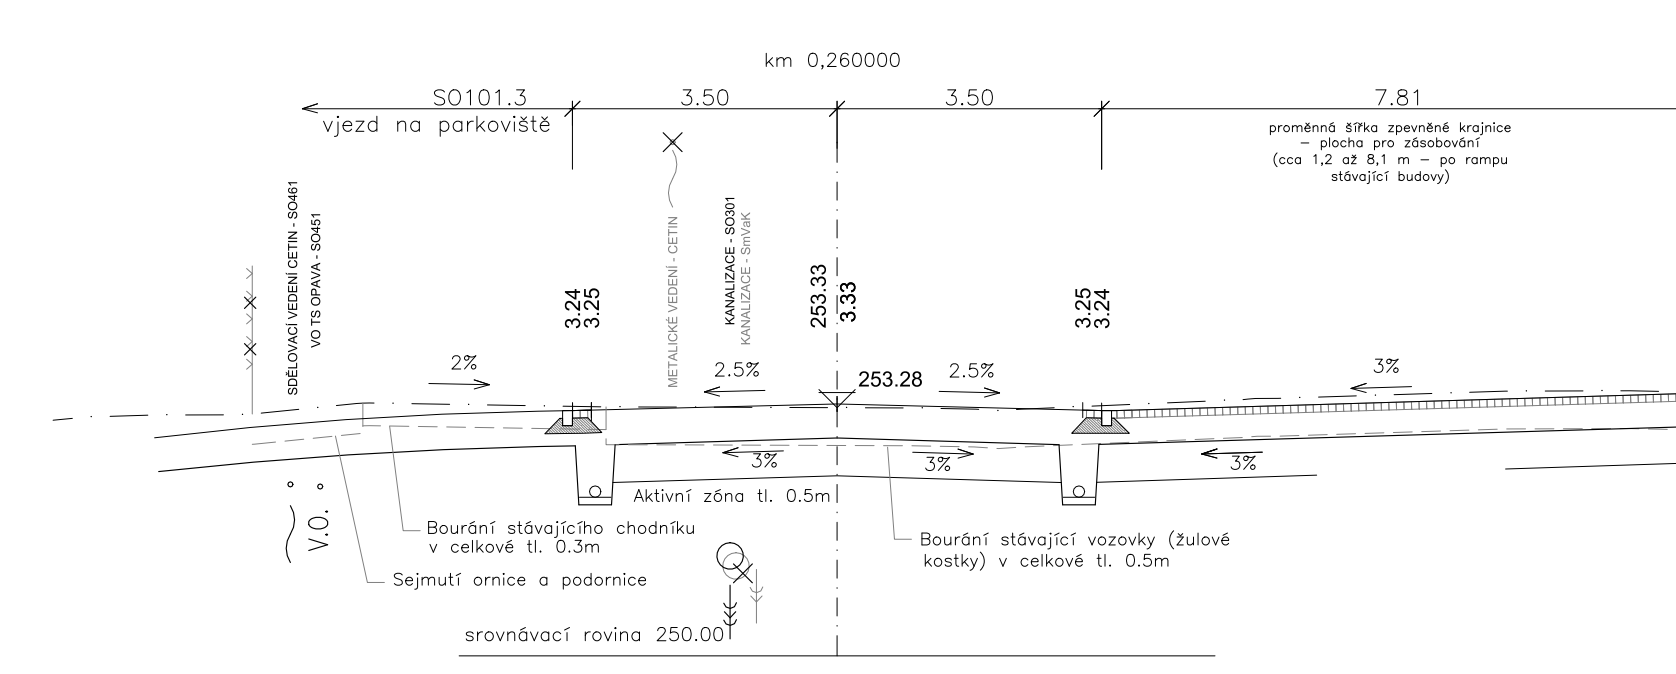 km 0,260000
SO101.3
3.50
3.50
7.81
vjezd na parkoviště
proměnná šířka zpevněné krajnice
– plocha pro zásobování
(cca 1,2 až 8,1 m – po rampu
stávající budovy)
SDĚLOVACÍ VEDENÍ CETIN - SO461
VO TS OPAVA - SO451
METALICKÉ VEDENÍ - CETIN
KANALIZACE - SO301
KANALIZACE - SmVaK
3.24
3.25
253.33
3.33
3.25
3.24
2%
2.5%
253.28
2.5%
3%
3%
3%
3%
Aktivní zóna tl. 0.5m
V.O.
Bourání stávajícího chodníku
v celkové tl. 0.3m
Bourání stávající vozovky (žulové
kostky) v celkové tl. 0.5m
Sejmutí ornice a podornice
srovnávací rovina 250.00